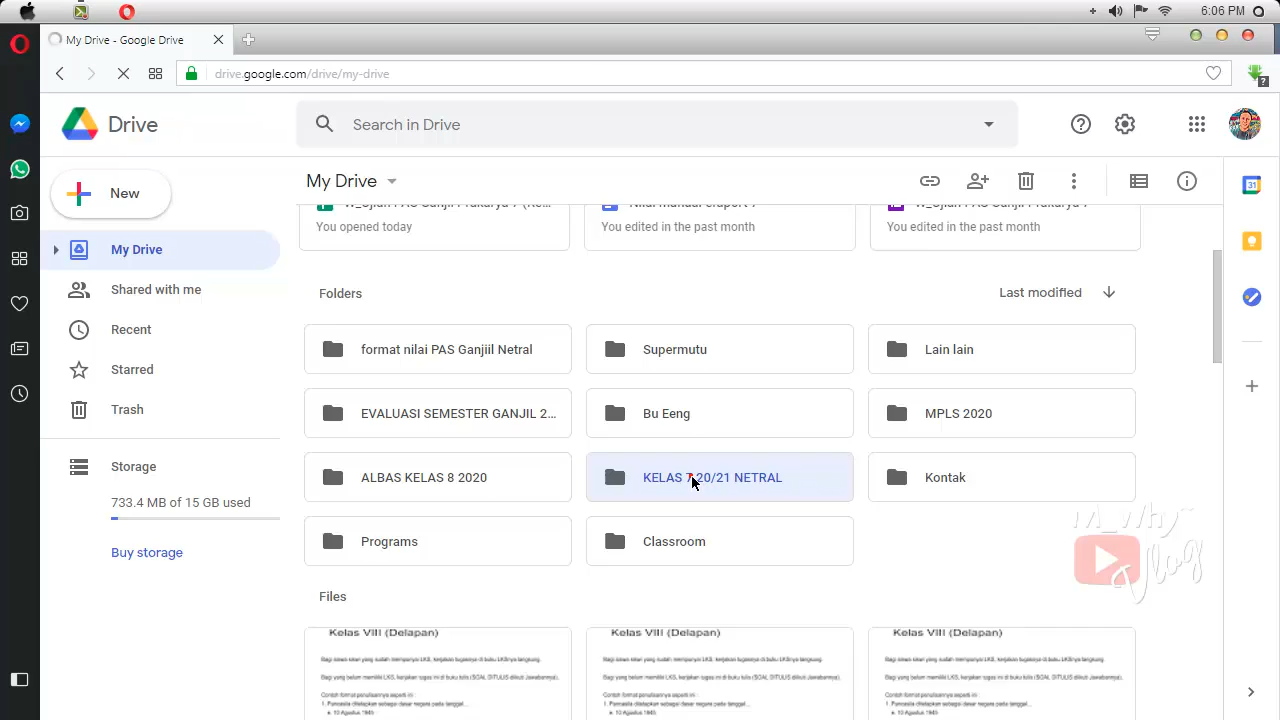 6:06 PM
My Drive - Google Drive
drive.google.com/drive/my-drive
Drive
Search in Drive
New
My Drive
You opened today
You edited in the past month
You edited in the past month
My Drive
Shared with me
Recent
Starred
Trash
Storage
733.4 MB of 15 GB used
Buy storage
Folders
Last modified
format nilai PAS Ganjiil Netral
Supermutu
Lain lain
EVALUASI SEMESTER GANJIL 2...
Bu Eeng
MPLS 2020
ALBAS KELAS 8 2020
KELAS 7 20/21 NETRAL
Kontak
Programs
Classroom
Files
Kelas VIII (Delapan)
Kelas VIII (Delapan)
Kelas VIII (Delapan)
31
M_Why
Vlog